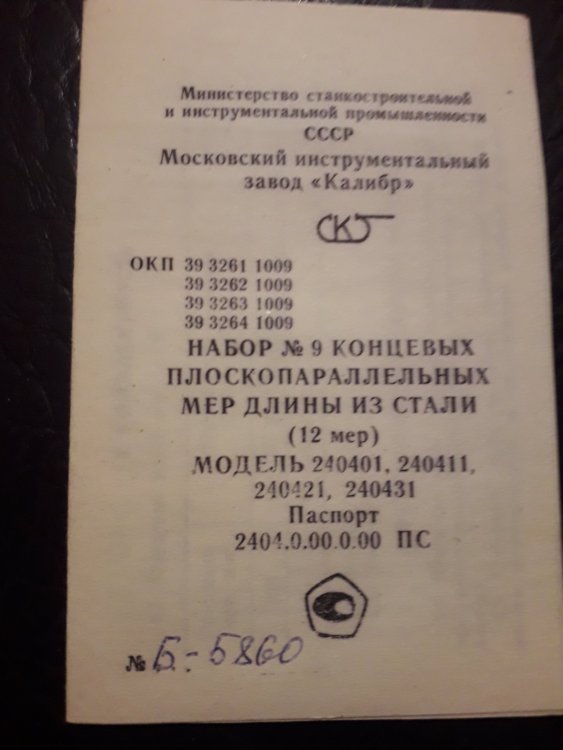 Министерство станкостроительной
и инструментальной промышленности
СССР
Московский инструментальный
завод «Калибр»
СКБ
ОКП 39 3261 1009
39 3262 1009
39 3263 1009
39 3264 1009
НАБОР № 9 КОНЦЕВЫХ
ПЛОСКОПАРАЛЛЕЛЬНЫХ
МЕР ДЛИНЫ ИЗ СТАЛИ
(12 мер)
МОДЕЛЬ 240401, 240411,
240421, 240431
Паспорт
2404.0.00.0.00 ПС
№ Б-5860